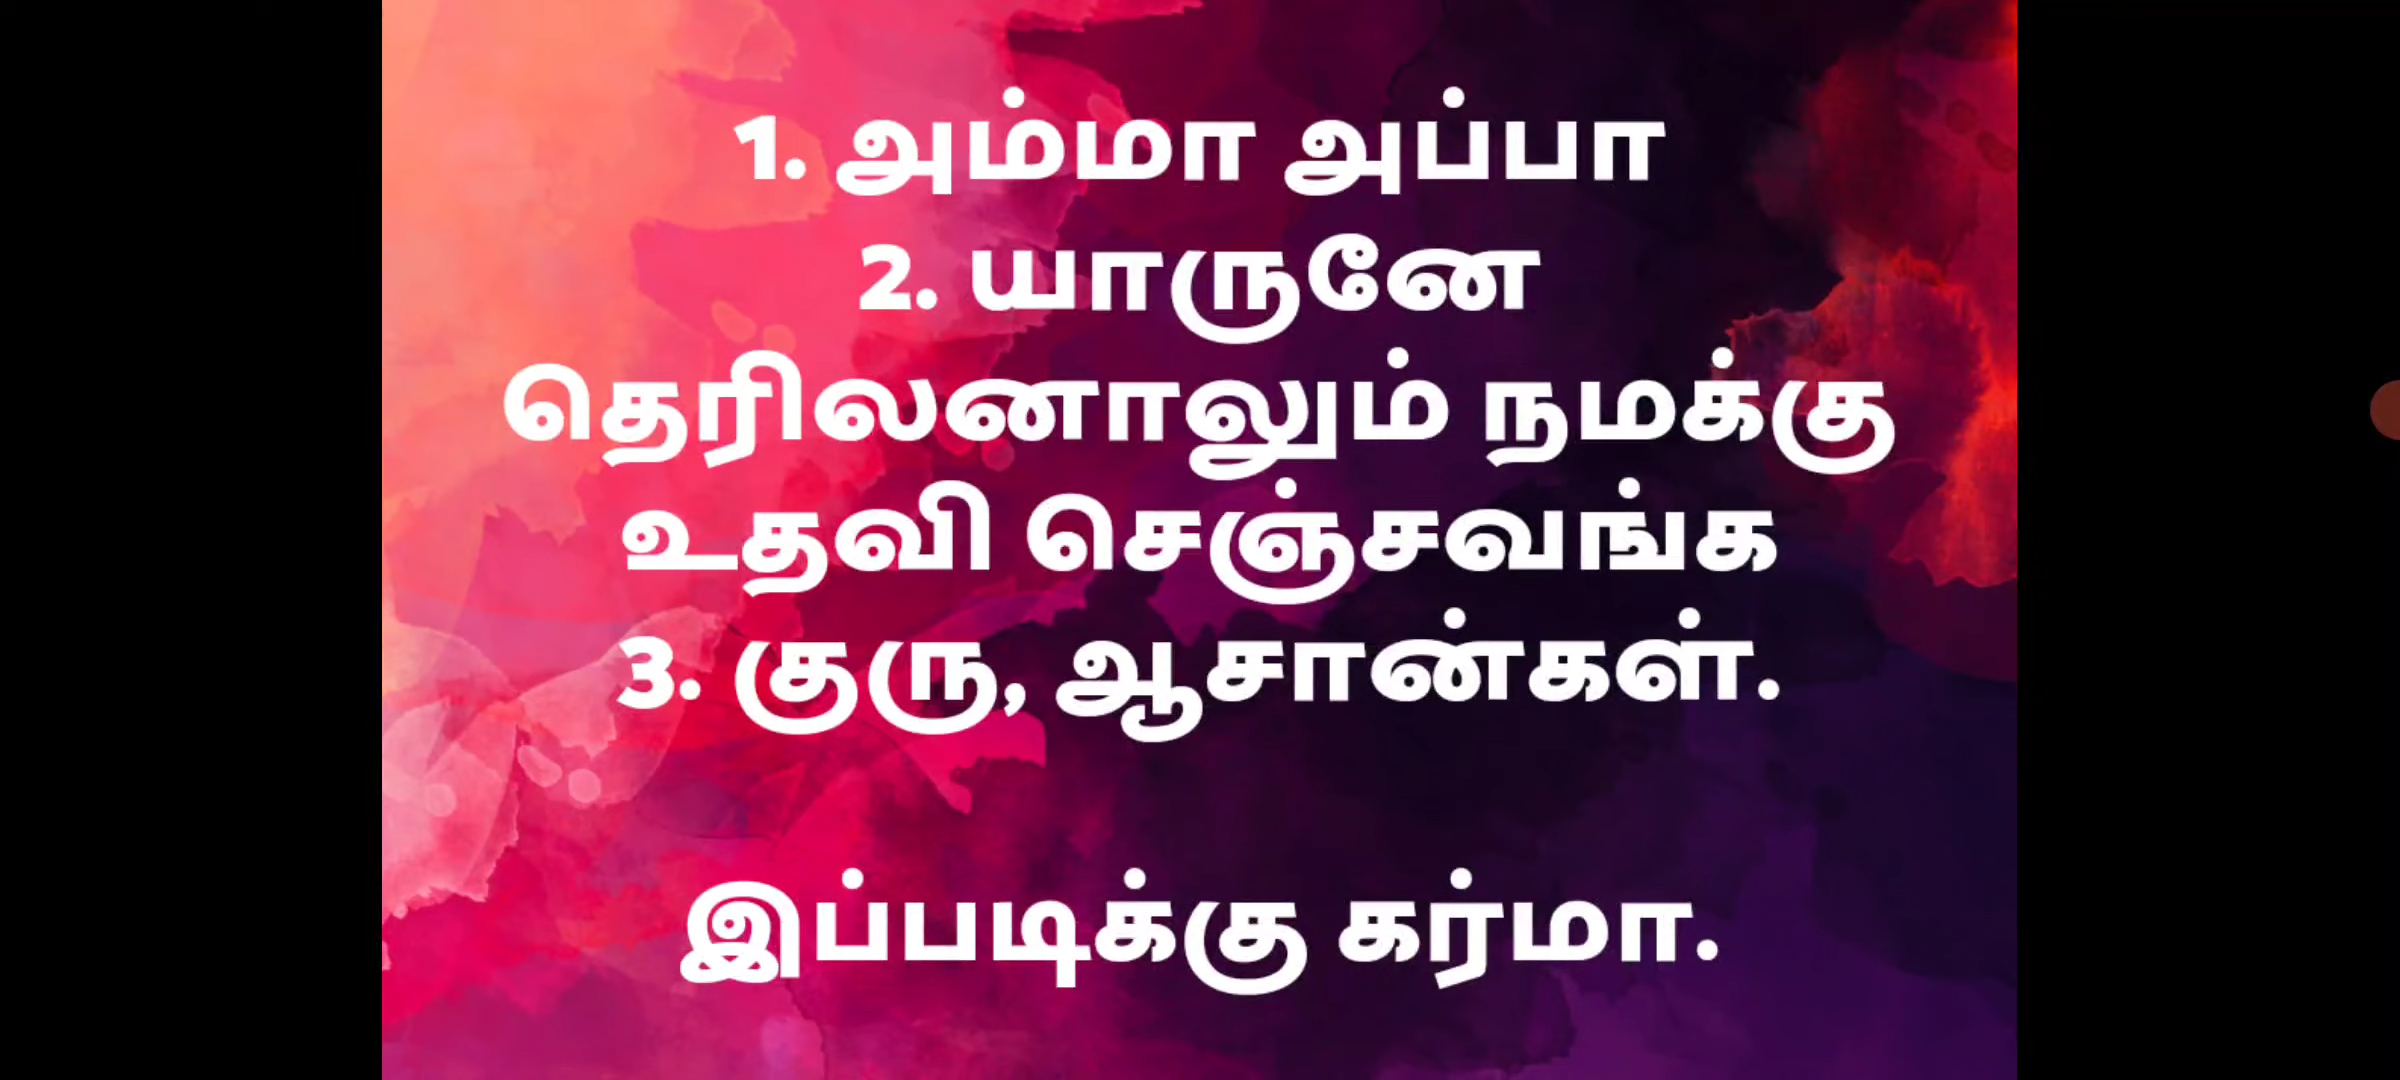 1. அம்மா அப்பா
2. யாருனே
தெரிலனாலும் நமக்கு
உதவி செஞ்சவங்க
3. குரு, ஆசான்கள்.
இப்படிக்கு கர்மா.